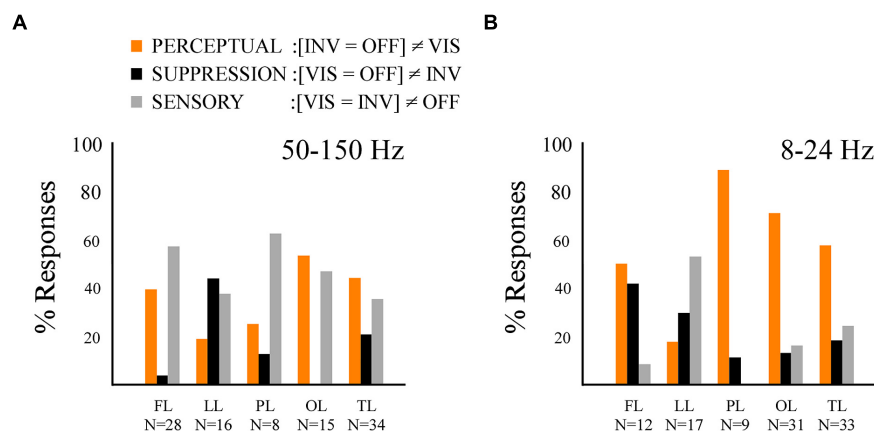 A
PERCEPTUAL :[INV = OFF] ≠ VIS
SUPPRESSION :[VIS = OFF] ≠ INV
SENSORY :[VIS = INV] ≠ OFF
50-150 Hz
% Responses
100
80
60
40
20
FL LL PL OL TL
N=28 N=16 N=8 N=15 N=34
B
8-24 Hz
% Responses
100
80
60
40
20
FL LL PL OL TL
N=12 N=17 N=9 N=31 N=33